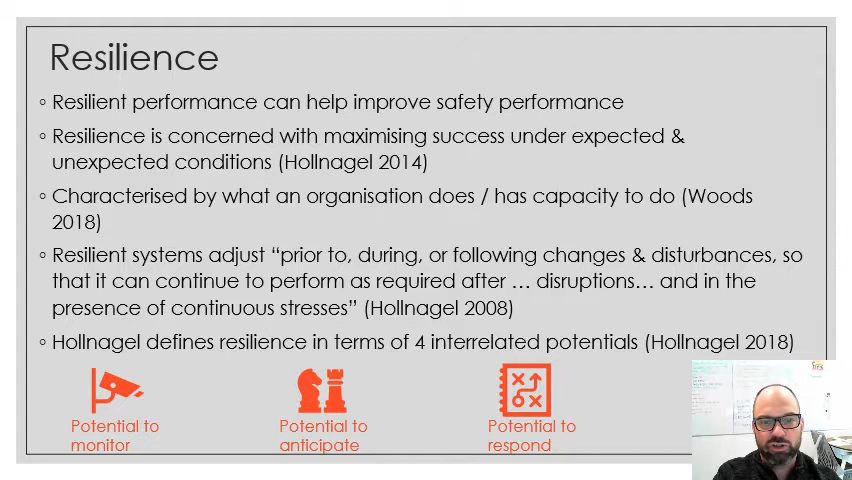 Resilience
◦ Resilient performance can help improve safety performance
◦ Resilience is concerned with maximising success under expected &
unexpected conditions (Hollnagel 2014)
◦ Characterised by what an organisation does / has capacity to do (Woods
2018)
◦ Resilient systems adjust “prior to, during, or following changes & disturbances, so
that it can continue to perform as required after … disruptions… and in the
presence of continuous stresses” (Hollnagel 2008)
◦ Hollnagel defines resilience in terms of 4 interrelated potentials (Hollnagel 2018)
Potential to
monitor
Potential to
anticipate
Potential to
respond